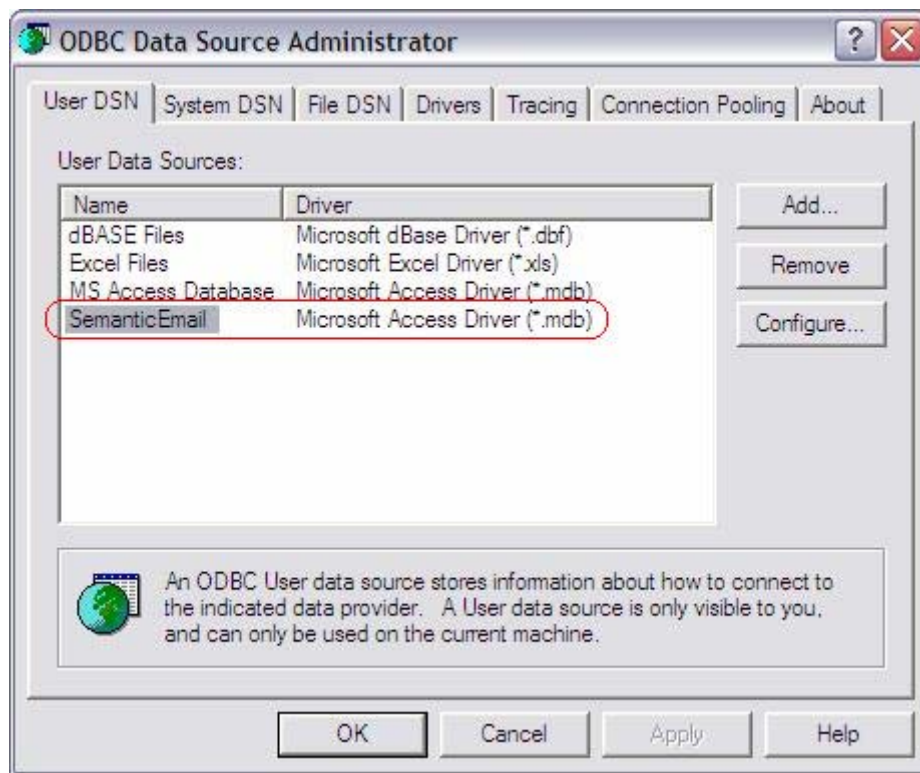 ODBC Data Source Administrator
User DSN System DSN File DSN Drivers Tracing Connection Pooling About
User Data Sources:
Name Driver
dBASE Files Microsoft dBase Driver (*.dbf)
Excel Files Microsoft Excel Driver (*.xls)
MS Access Database Microsoft Access Driver (*.mdb)
SemanticEmail Microsoft Access Driver (*.mdb)
Add...
Remove
Configure...
An ODBC User data source stores information about how to connect to
the indicated data provider. A User data source is only visible to you,
and can only be used on the current machine.
OK Cancel Apply Help